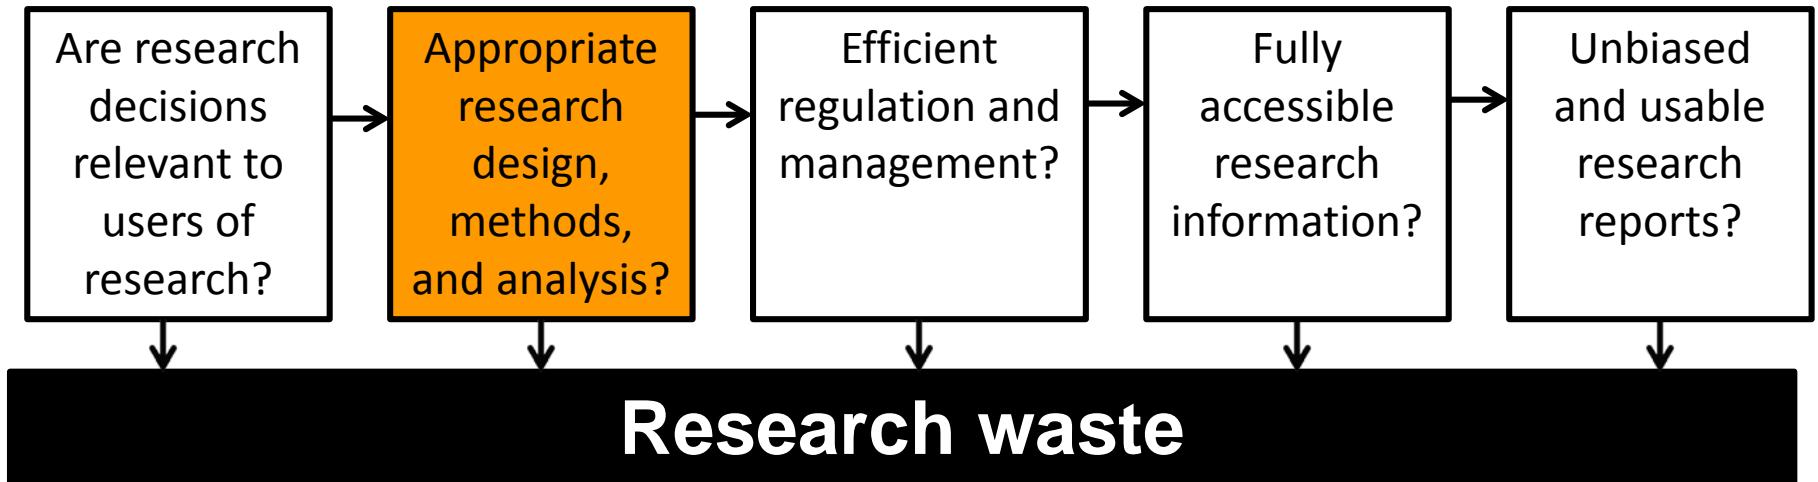 Are research
decisions
relevant to
users of
research?
Appropriate
research
design,
methods,
and analysis?
Efficient
regulation and
management?
Fully
accessible
research
information?
Unbiased
and usable
research
reports?
Research waste